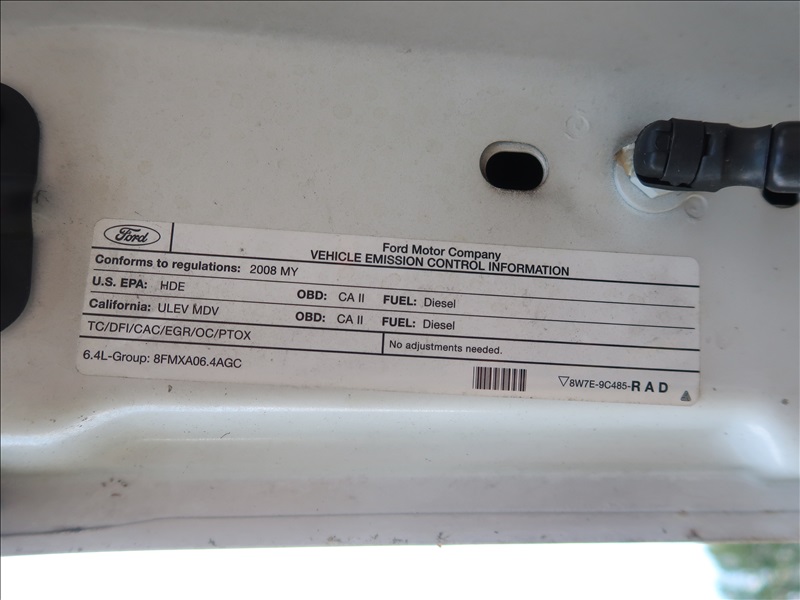 Ford
Ford Motor Company
VEHICLE EMISSION CONTROL INFORMATION
Conforms to regulations: 2008 MY
U.S. EPA: HDE OBD: CA II FUEL: Diesel
California: ULEV MDV OBD: CA II FUEL: Diesel
TC/DFI/CAC/EGR/OC/PTOX No adjustments needed.
6.4L-Group: 8FMXA06.4AGC
8W7E-9C485-RAD